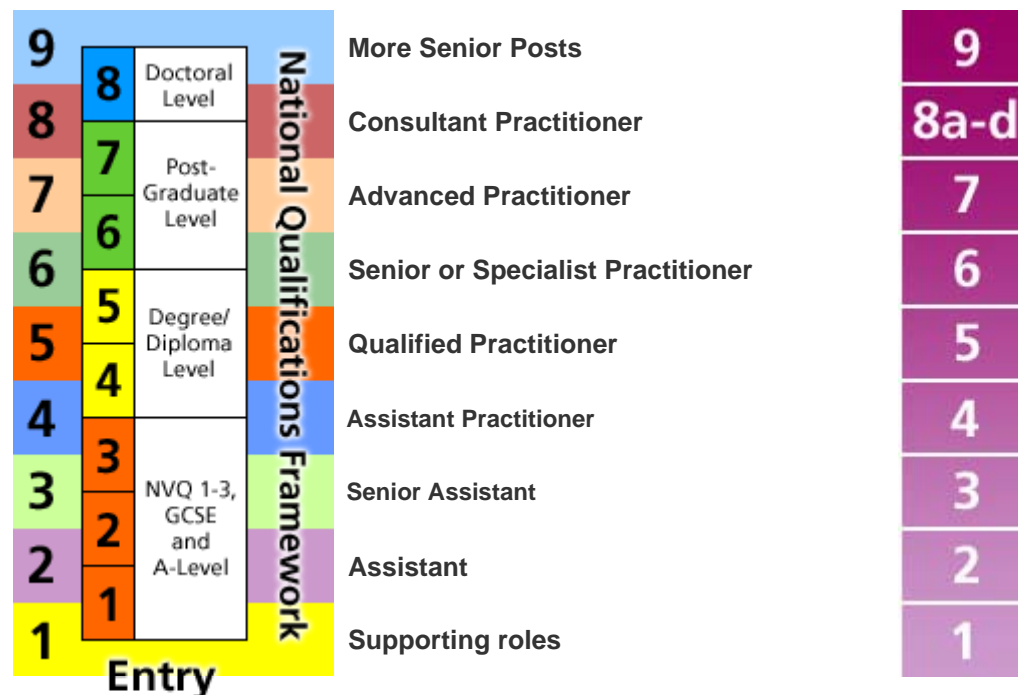 9
8
7
6
5
4
3
2
1
8
7
6
5
4
3
2
1
Doctoral
Level
Post-
Graduate
Level
Degree/
Diploma
Level
NVQ 1-3,
GCSE
and
A-Level
Entry
National Qualifications Framework
More Senior Posts
Consultant Practitioner
Advanced Practitioner
Senior or Specialist Practitioner
Qualified Practitioner
Assistant Practitioner
Senior Assistant
Assistant
Supporting roles
9
8a-d
7
6
5
4
3
2
1